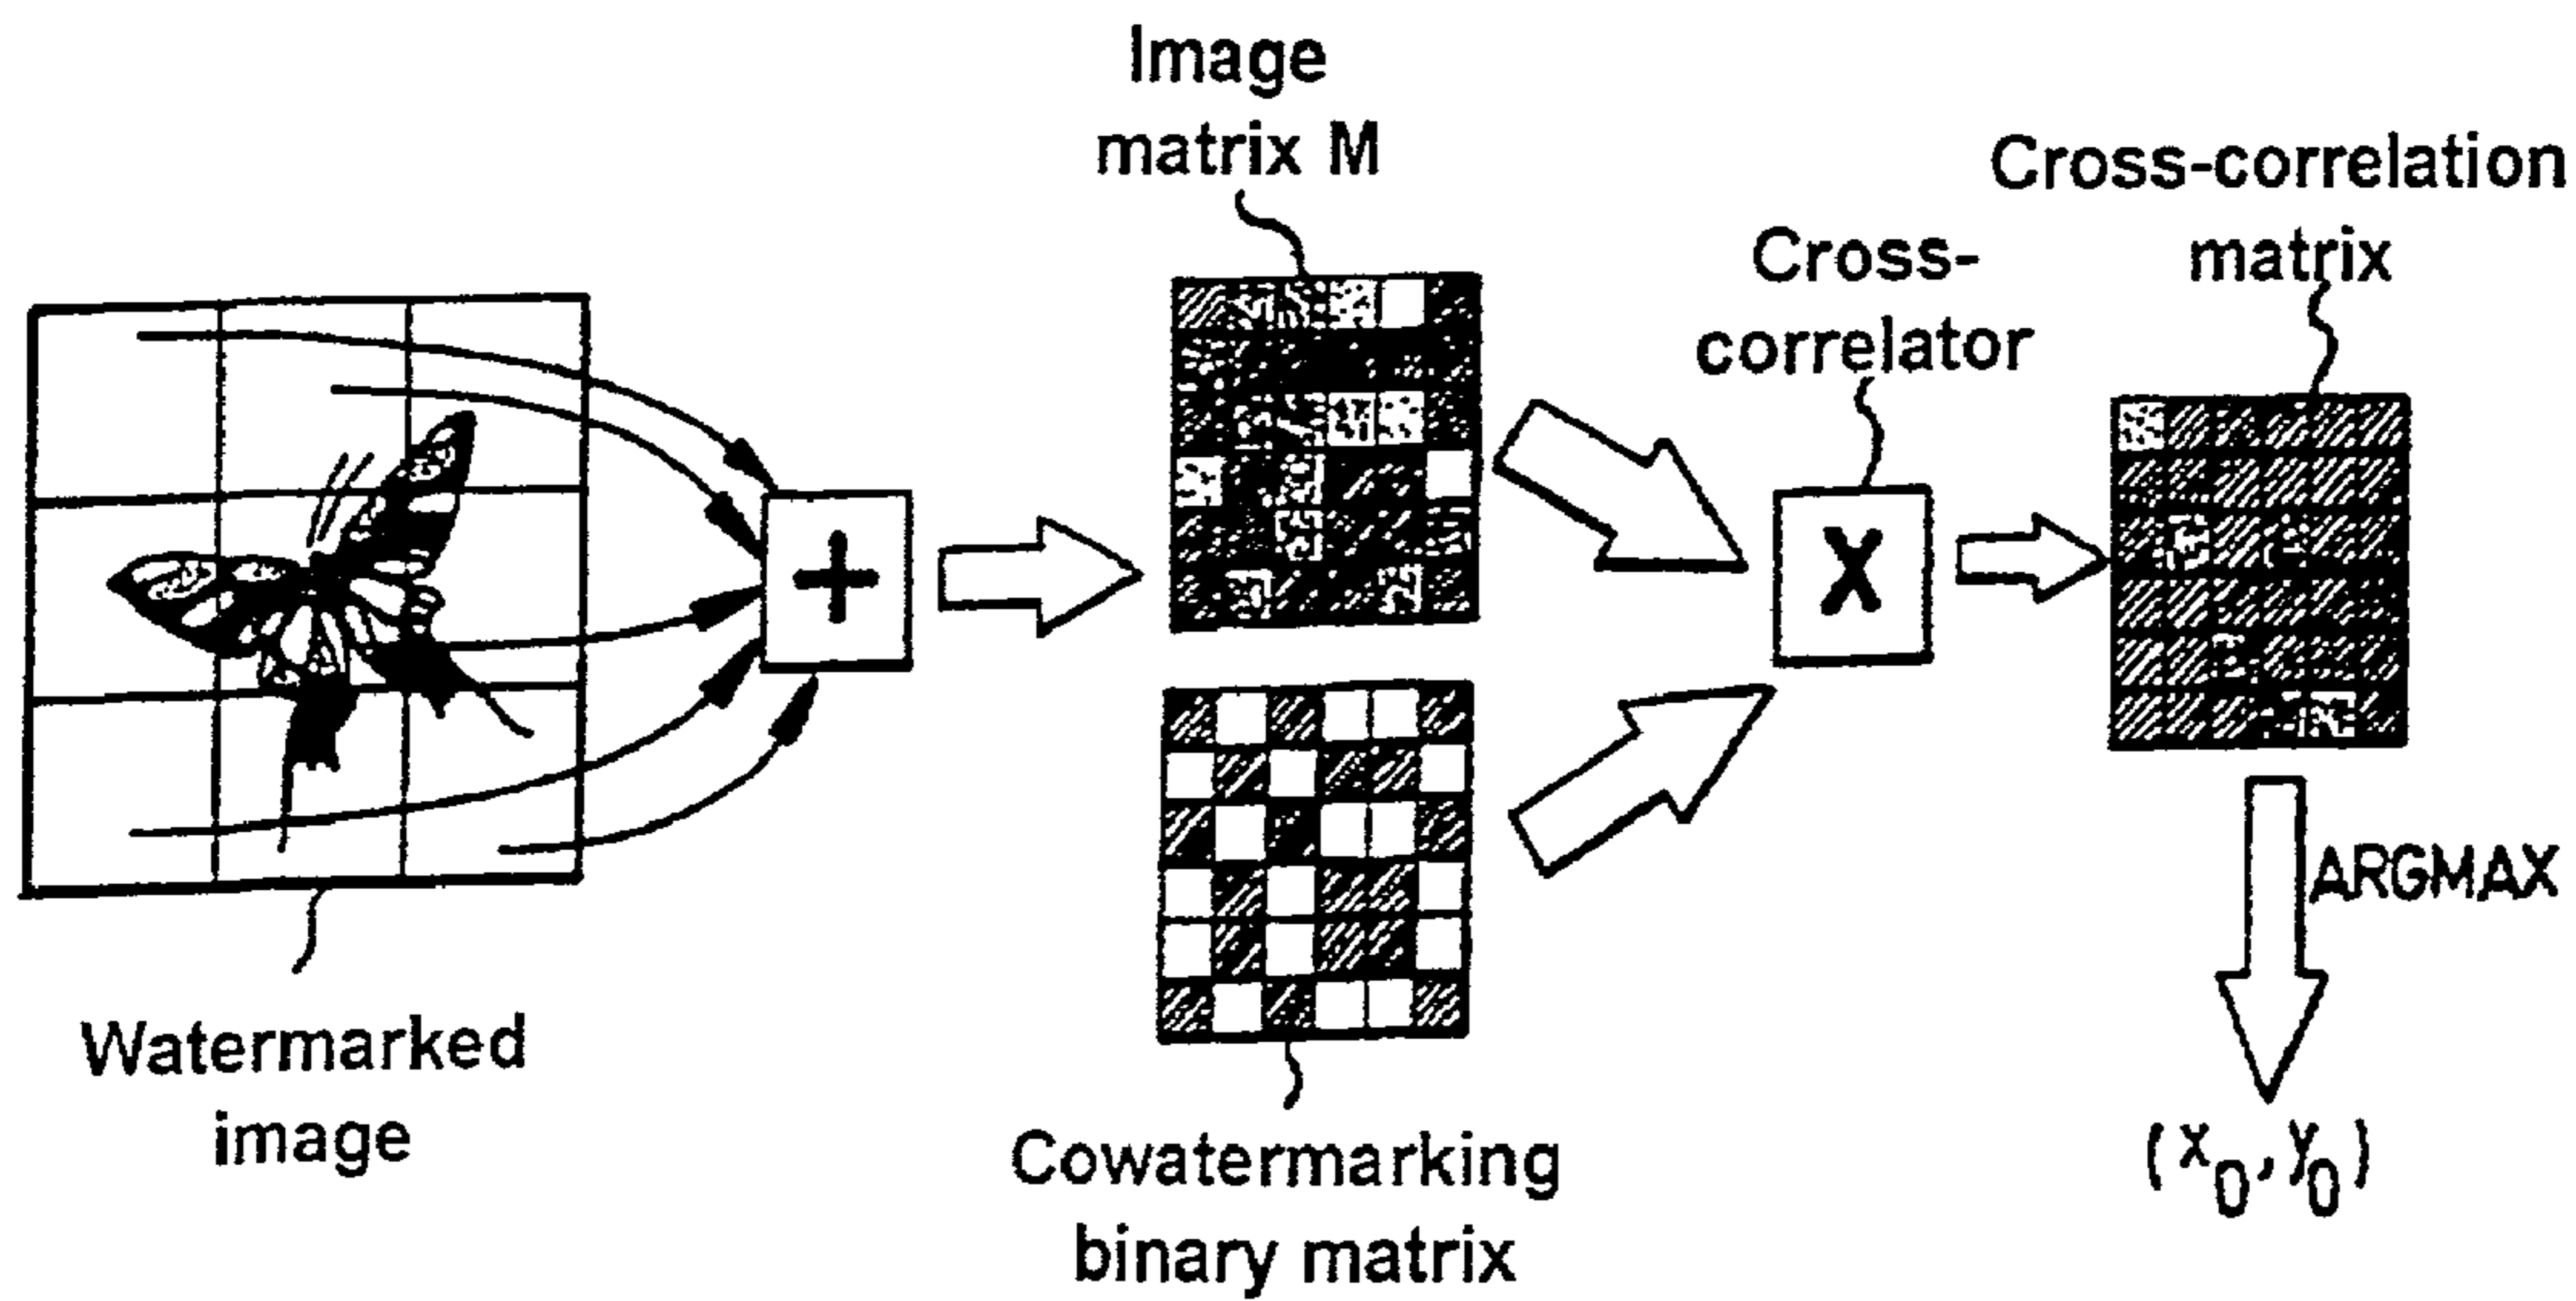 Image
matrix M
Cross-correlation
matrix
Cross-
correlator
+
X
ARGMAX
(x0, y0)
Watermarked
image
Cowatermarking
binary matrix